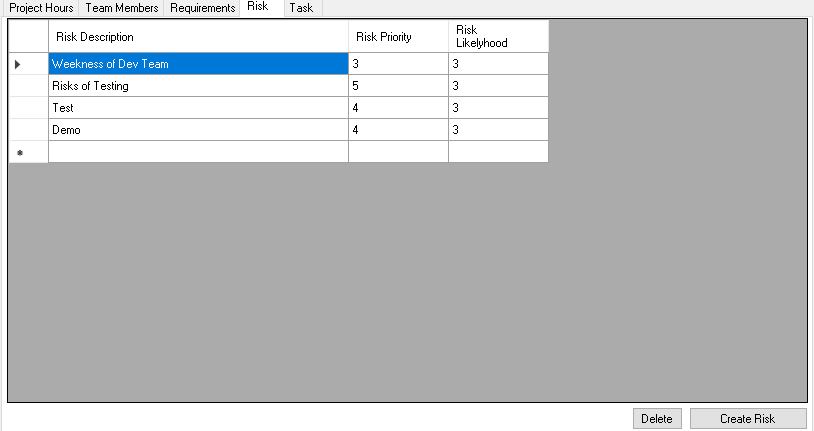 Project Hours Team Members Requirements Risk Task
Risk Description Risk Priority Risk
Likelyhood
Weekness of Dev Team 3 3
Risks of Testing 5 3
Test 4 3
Demo 4 3
*
Delete Create Risk